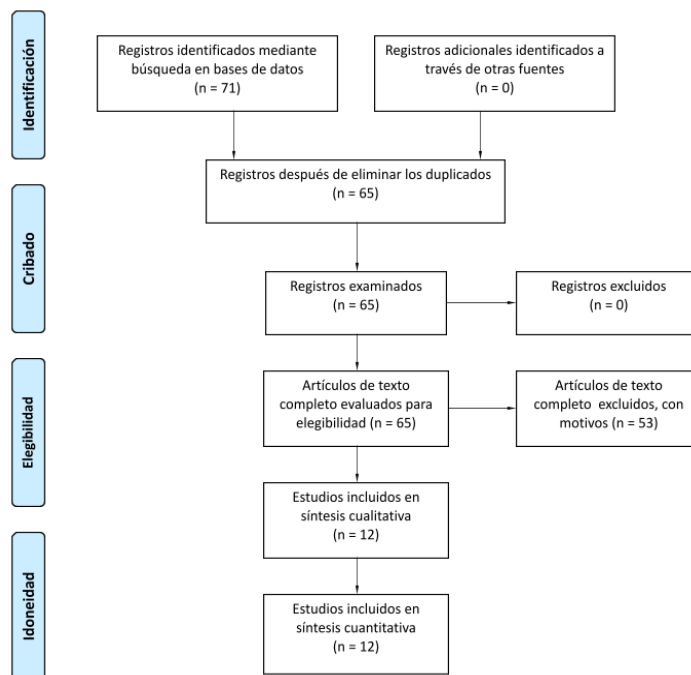 Identificación
Registros identificados mediante
búsqueda en bases de datos
(n = 71)
Registros adicionales identificados a
través de otras fuentes
(n = 0)
Registros después de eliminar los duplicados
(n = 65)
Cribado
Registros examinados
(n = 65)
Registros excluidos
(n = 0)
Elegibilidad
Artículos de texto
completo evaluados para
elegibilidad (n = 65)
Artículos de texto
completo excluidos, con
motivos (n = 53)
Estudios incluidos en
síntesis cualitativa
(n = 12)
Idoneidad
Estudios incluidos en
síntesis cuantitativa
(n = 12)